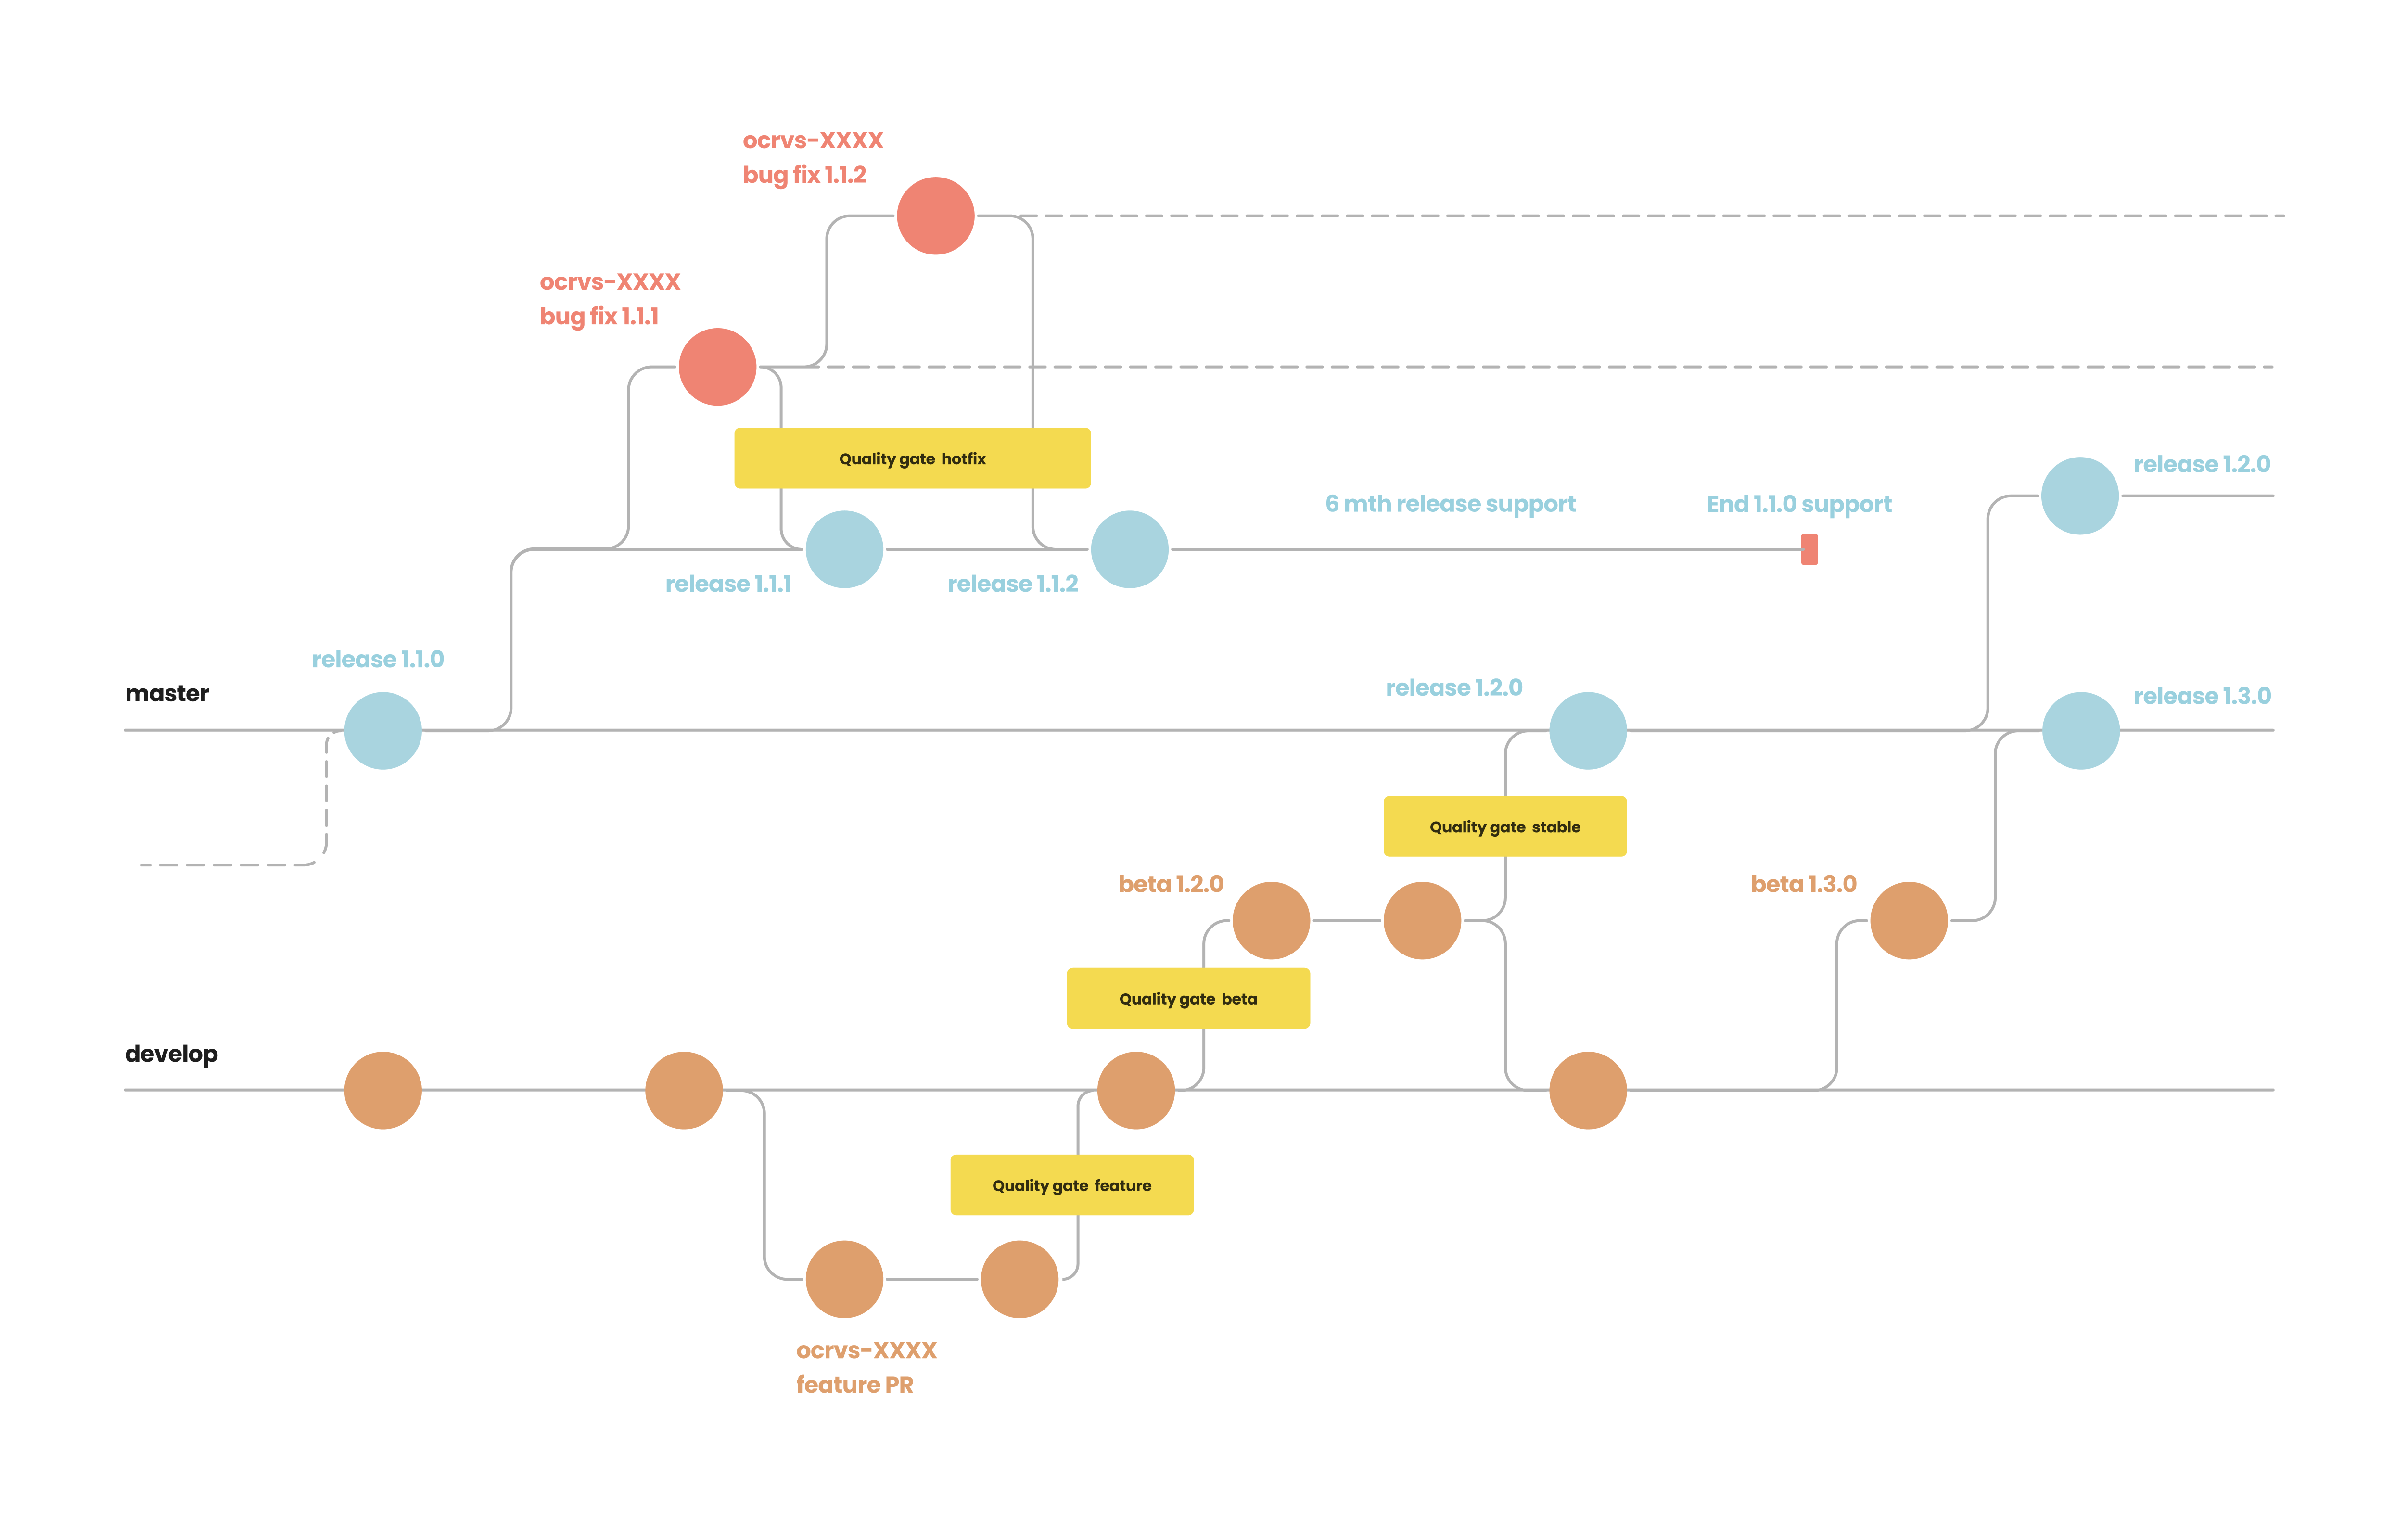 ocrvs-XXXX
bug fix 1.1.2
ocrvs-XXXX
bug fix 1.1.1
Quality gate hotfix
release 1.2.0
6 mth release support
End 1.1.0 support
release 1.1.1
release 1.1.2
release 1.1.0
master
release 1.2.0
release 1.3.0
Quality gate stable
beta 1.2.0
beta 1.3.0
Quality gate beta
develop
Quality gate feature
ocrvs-XXXX
feature PR